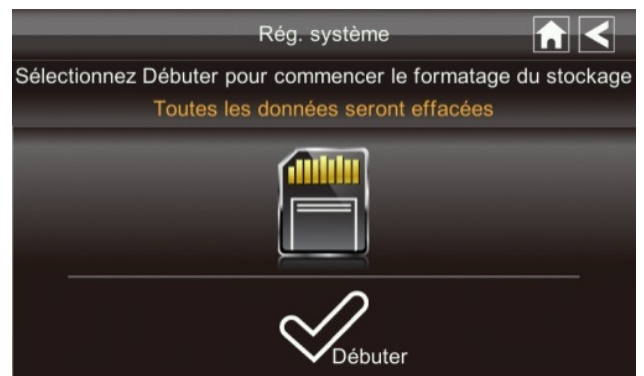 Rég. système
Sélectionnez Débuter pour commencer le formatage du stockage
Toutes les données seront effacées
Débuter